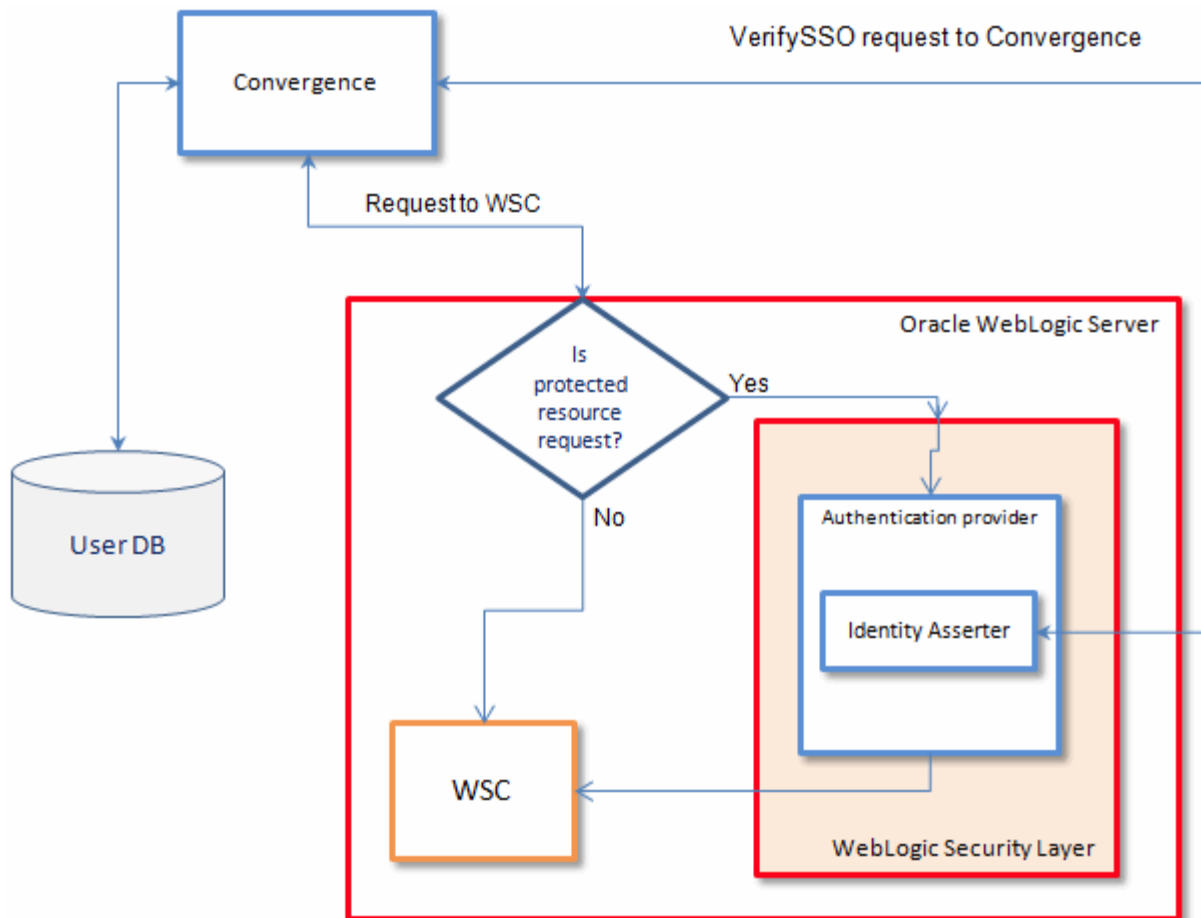 VerifySSO request to Convergence
Convergence
Request to WSC
Oracle WebLogic Server
Is
protected
resource
request?
Yes
No
User DB
Authentication provider
Identity Asserter
WSC
WebLogic Security Layer